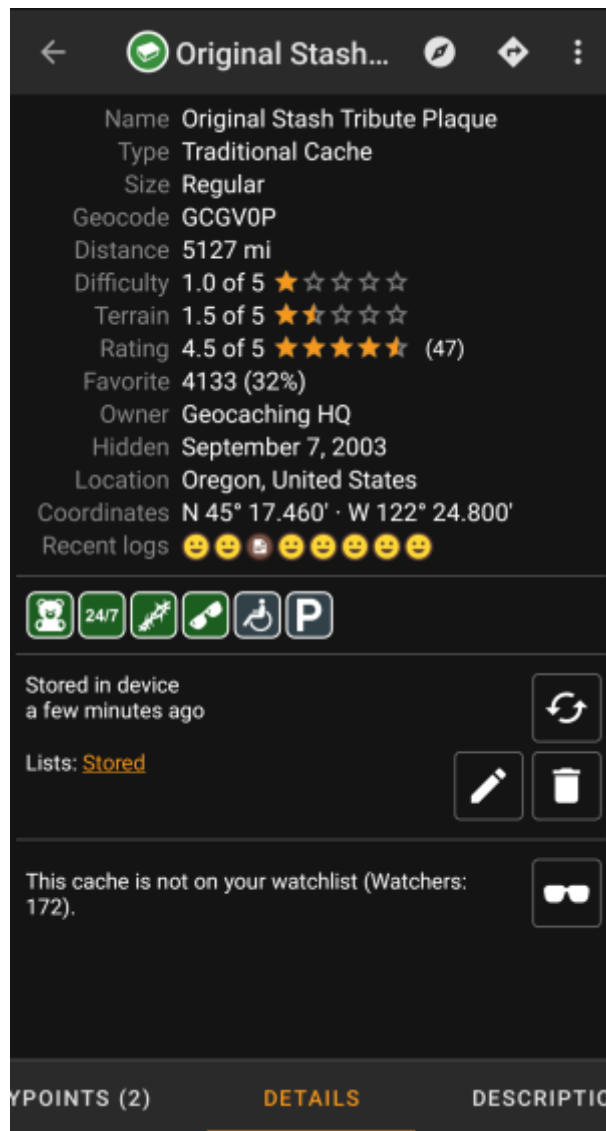 Original Stash...
Name Original Stash Tribute Plaque
Type Traditional Cache
Size Regular
Geocode GCGV0P
Distance 5127 mi
Difficulty 1.0 of 5
Terrain 1.5 of 5
Rating 4.5 of 5 (47)
Favorite 4133 (32%)
Owner Geocaching HQ
Hidden September 7, 2003
Location Oregon, United States
Coordinates N 45° 17.460' · W 122° 24.800'
Recent logs
24/7 P
Stored in device
a few minutes ago
Lists: Stored
This cache is not on your watchlist (Watchers:
172).
YPOINTS (2) DETAILS DESCRIPTIO